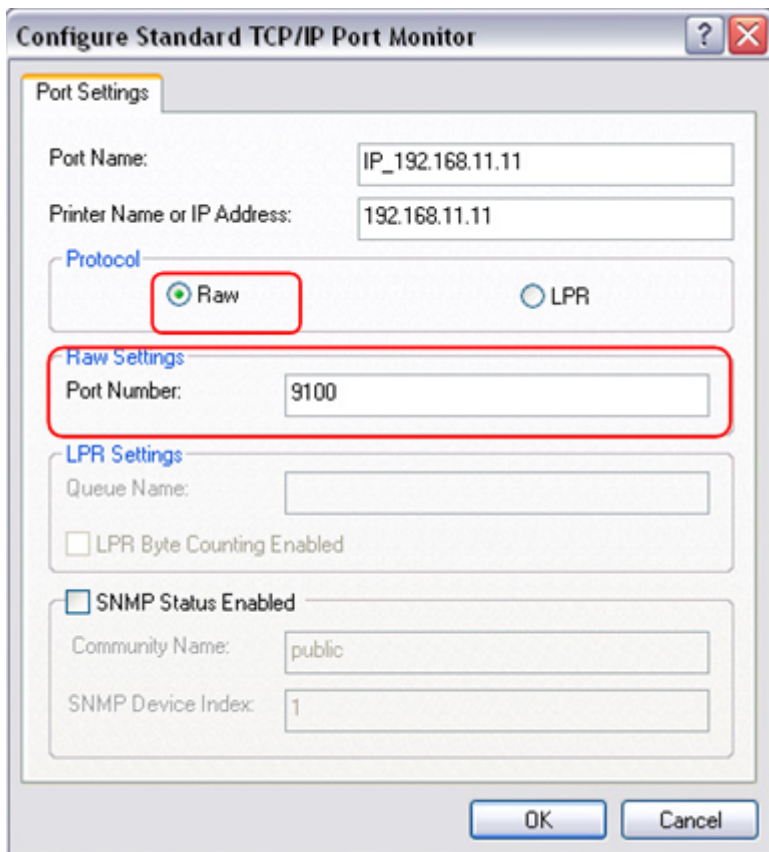 Configure Standard TCP/IP Port Monitor
Port Settings
Port Name: IP_192.168.11.11
Printer Name or IP Address: 192.168.11.11
Protocol
Raw LPR
Raw Settings
Port Number: 9100
LPR Settings
Queue Name:
LPR Byte Counting Enabled
SNMP Status Enabled
Community Name: public
SNMP Device Index: 1
OK Cancel